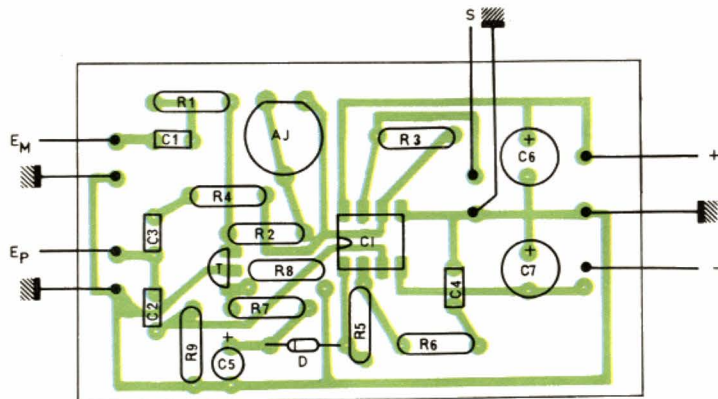 S
R1
AJ
EM
C1
R3
+
C6
+
R4
C3
EP
R2
CI
T
R8
+
C7
-
C2
R7
C4
R9
+
C5
D
R5
R6